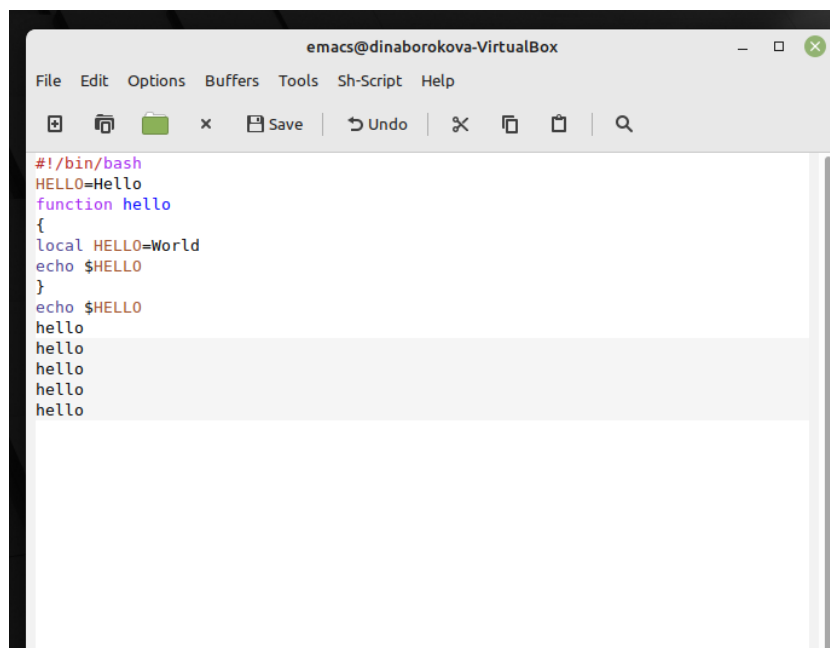 emacs@dinaborokova-VirtualBox
File Edit Options Buffers Tools Sh-Script Help
Save Undo
#!/bin/bash
HELLO=Hello
function hello
{
local HELLO=World
echo $HELLO
}
echo $HELLO
hello
hello
hello
hello
hello